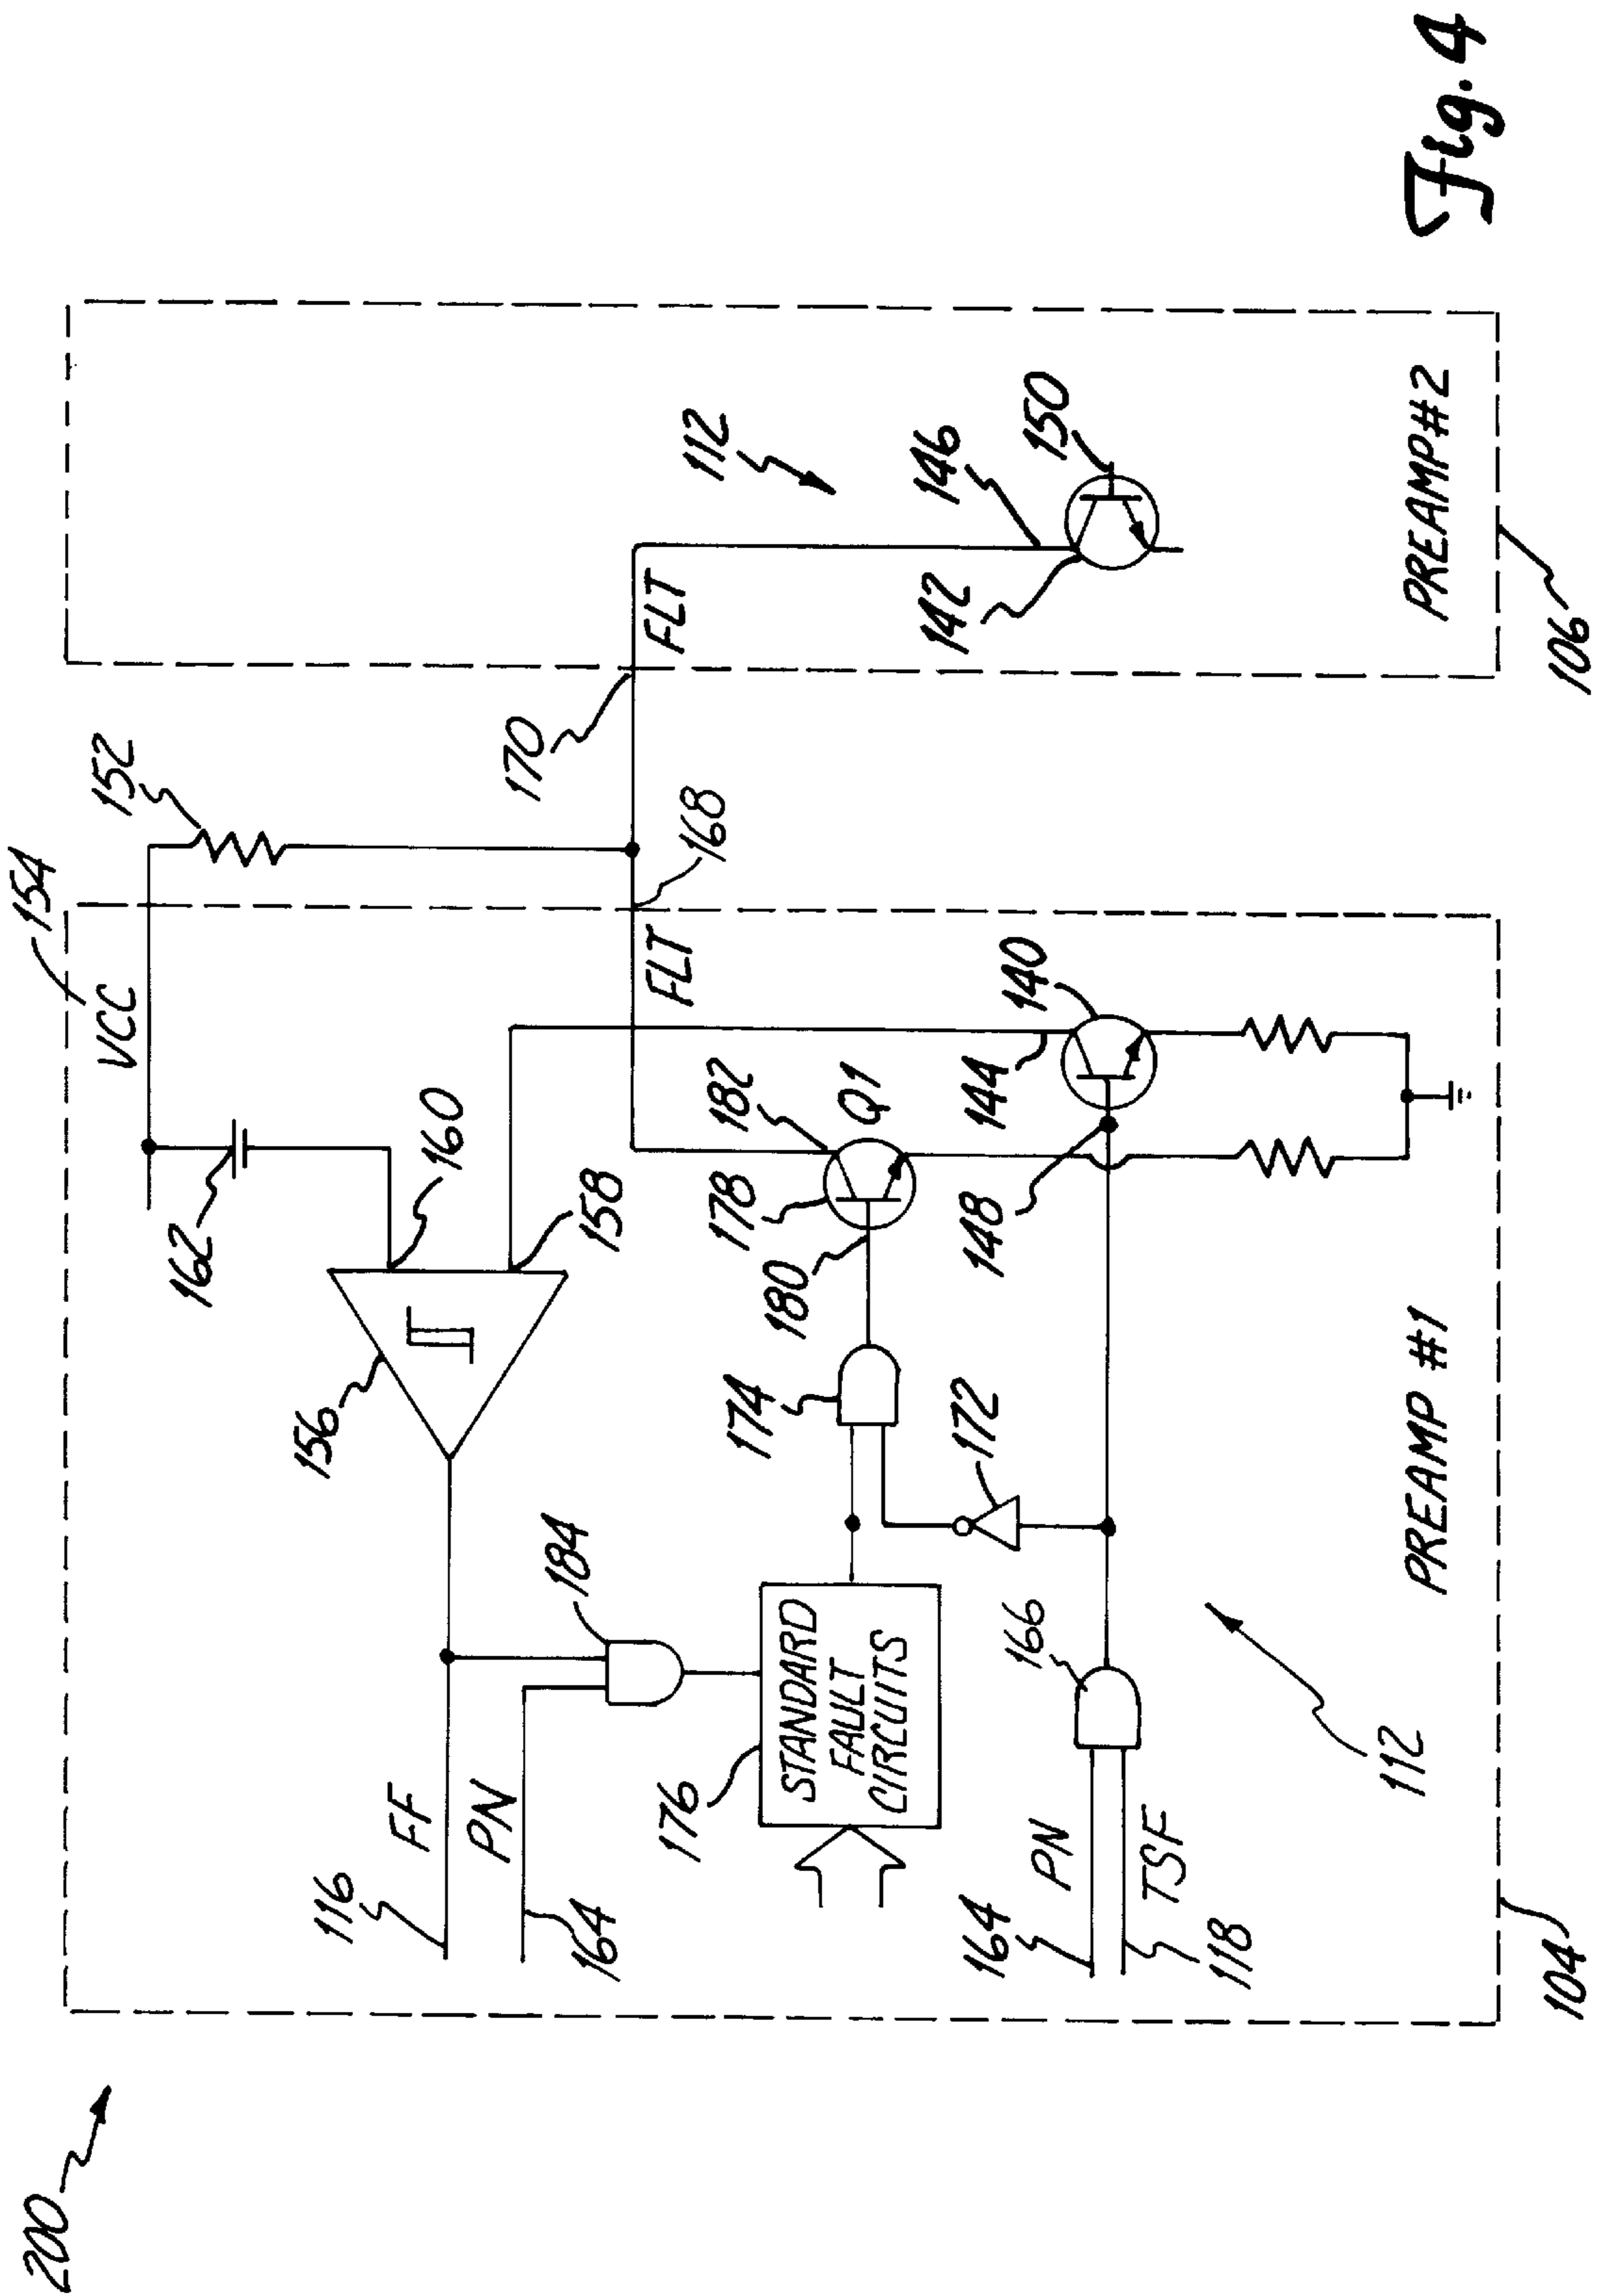 200
154
VCC
152
162
160
156
158
116
FF
PN
164
184
FLT
168
170
FLT
112
182
Q1
178
180
174
172
176
STANDARD
FAULT
CIRCUITS
144
140
148
142
146
150
164
PN
TSF
118
166
112
PREAMP #1
104
PREAMP #2
106
Fig. 4